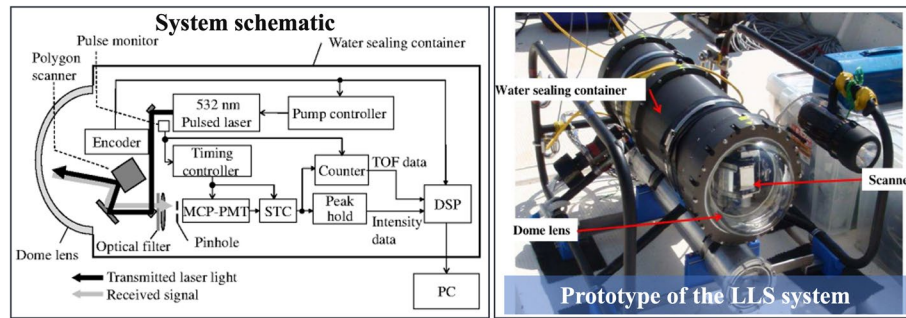 System schematic
Pulse monitor
Polygon
scanner
Water sealing container
532 nm
Pulsed laser
Pump controller
Encoder
Timing
controller
Counter
TOF data
MCP-PMT
STC
Peak
hold
DSP
Intensity
data
Optical filter
Pinhole
Dome lens
Transmitted laser light
Received signal
PC
Water sealing container
Scanne
Dome lens
Prototype of the LLS system